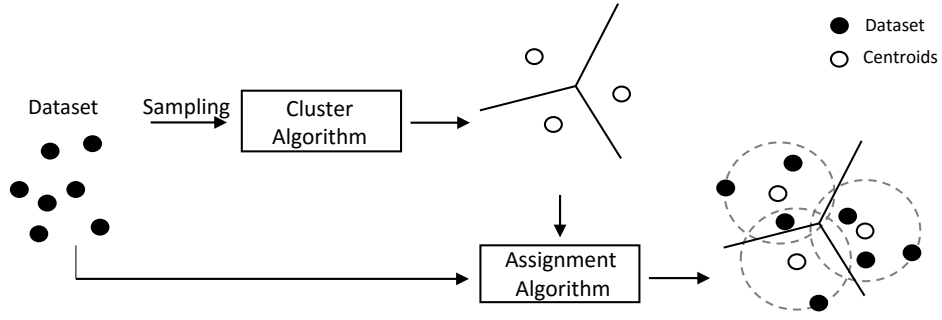 Dataset
Centroids
Dataset
Sampling
Cluster
Algorithm
Assignment
Algorithm